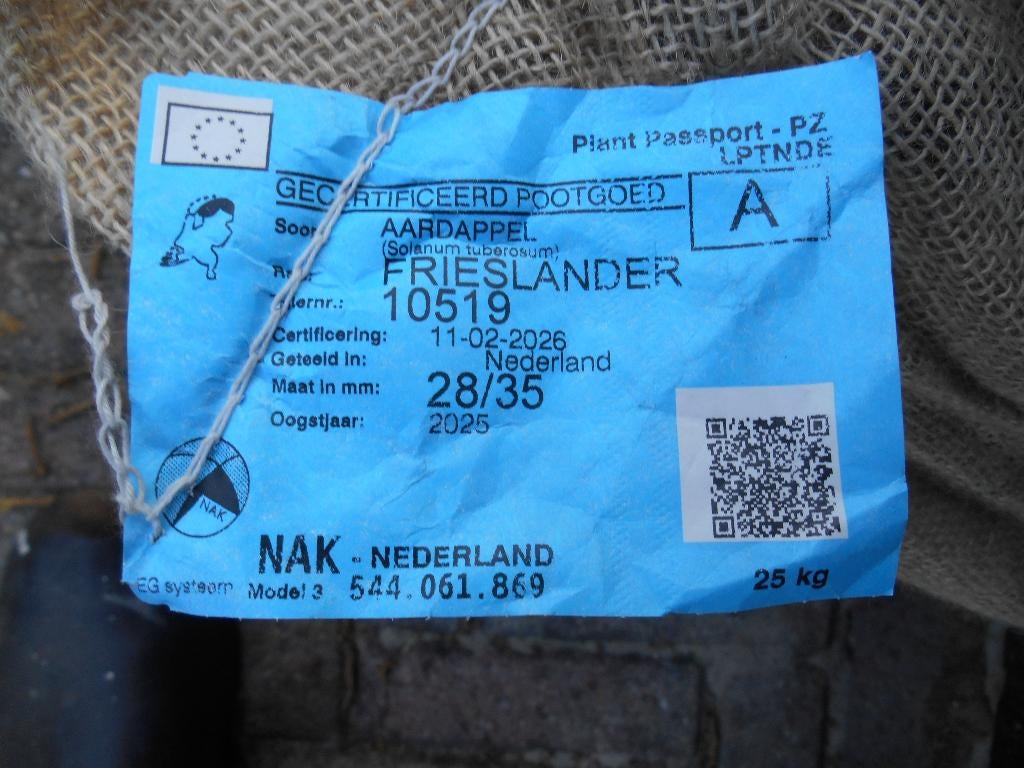 Plant Passport - PZ
LPTNDE
GECERTIFICEERD POOTGOED
A
AARDAPPEL
(Solanum tuberosum)
FRIESLANDER
10519
Certificering: 11-02-2026
Geteeld in: Nederland
Maat in mm: 28/35
Oogstjaar: 2025
NAK
NAK - NEDERLAND
EG systeem Model 3 544.061.869
25 kg